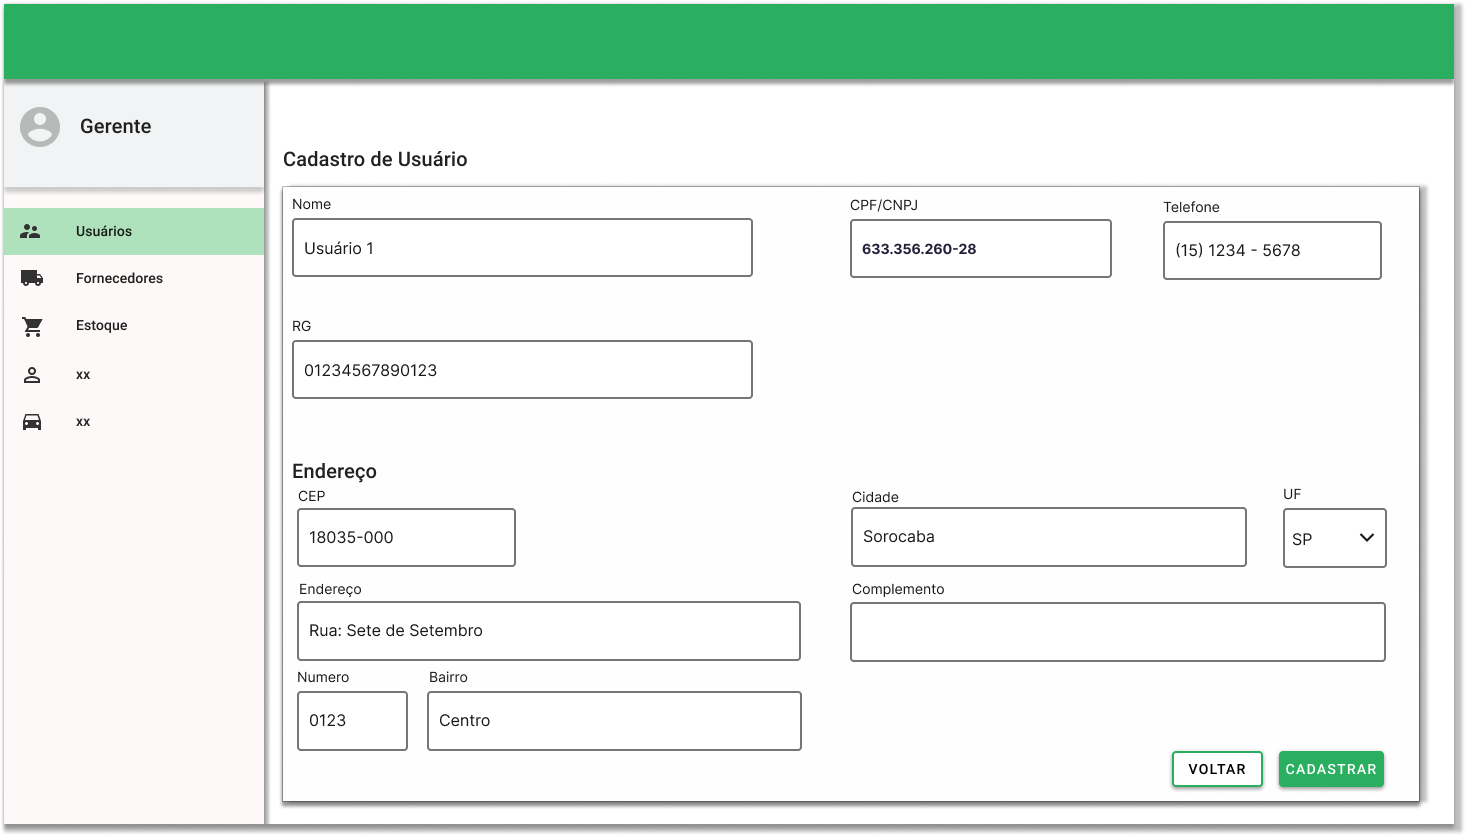 Gerente
Usuários
Fornecedores
Estoque
xx
xx
Cadastro de Usuário
Nome
CPF/CNPJ
Telefone
Usuário 1
633.356.260-28
(15) 1234 - 5678
RG
01234567890123
Endereço
CEP
Cidade
UF
18035-000
Sorocaba
SP
Endereço
Complemento
Rua: Sete de Setembro
Numero
Bairro
0123
Centro
VOLTAR
CADASTRAR